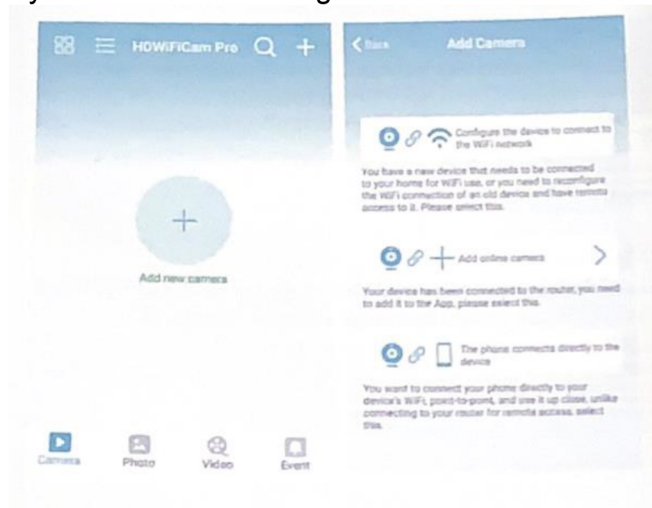 HDWiFiCam Pro
Add new camera
Camera
Photo
Video
Event
Back
Add Camera
Configure the device to connect to
the WiFi network
You have a new device that needs to be connected
to your home for WiFi use, or you need to reconfigure
the WiFi connection of an old device and have remote
access to it. Please select this.
Add online camera
Your device has been connected to the router, you need
to add it to the App, please select this.
The phone connects directly to the
device
You want to connect your phone directly to your
device's WiFi, point-to-point, and use it up close, unlike
connecting to your router for remote access, select
this.